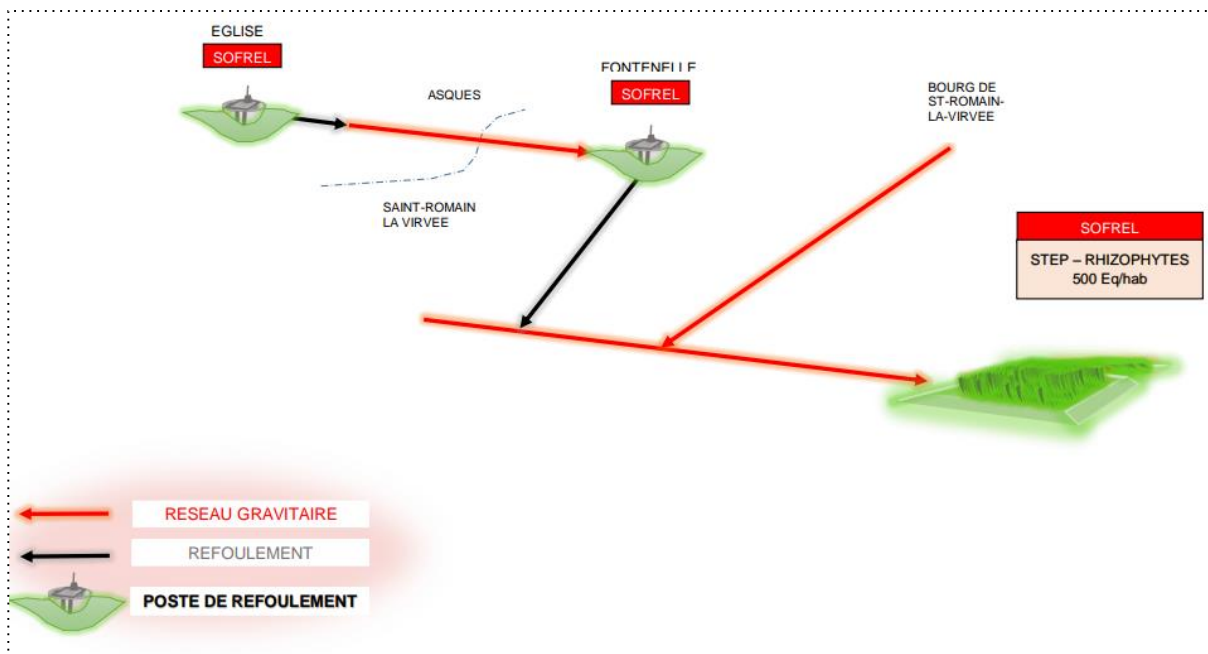 EGLISE
SOFREL
ASQUES
FONTENELLE
SOFREL
BOURG DE
ST-ROMAIN-
LA-VIRVEE
SAINT-ROMAIN
LA VIRVEE
SOFREL
STEP – RHIZOPHYTES
500 Eq/hab
RESEAU GRAVITAIRE
REFOULEMENT
POSTE DE REFOULEMENT